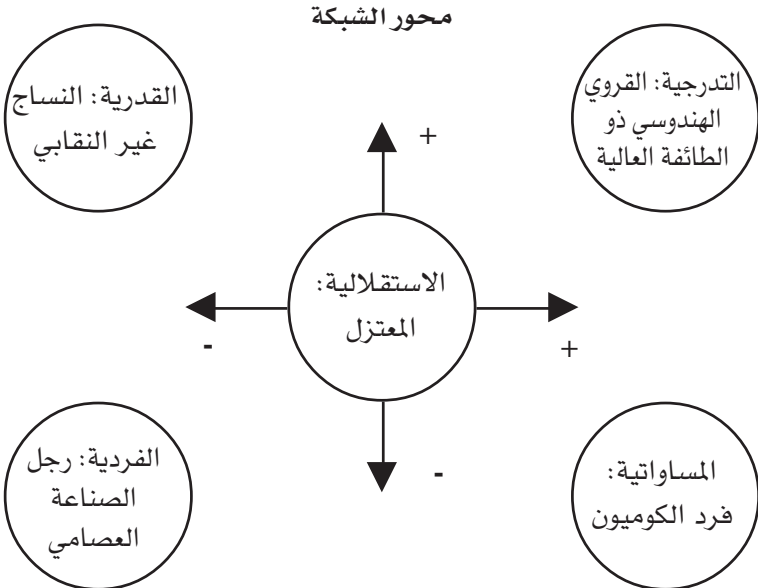 محور الشبكة
التدرجية: القروي
الهندوسي ذو
الطائفة العالية
القدرية: النساج
غير النقابي
+
الاستقلالية:
المعتزل
+
-
-
المساواتية:
فرد الكوميون
الفردية: رجل
الصناعة
العصامي